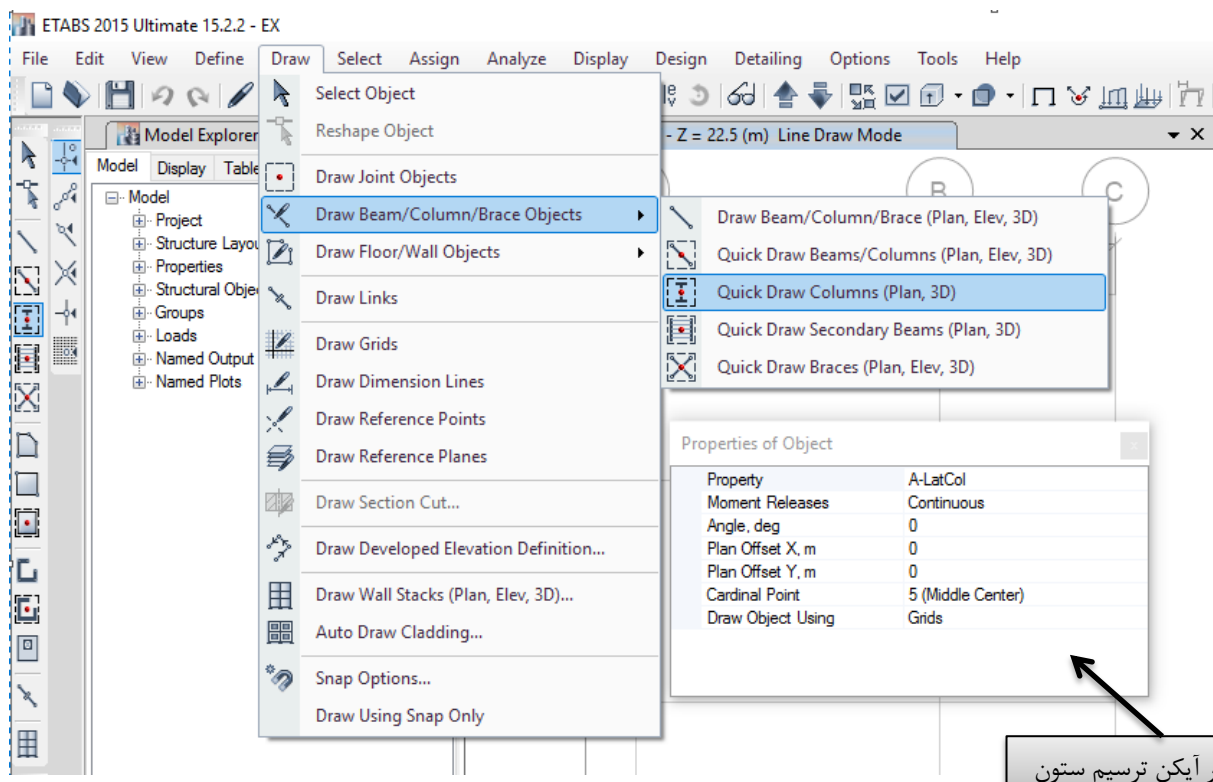 ETABS 2015 Ultimate 15.2.2 - EX
File Edit View Define Draw Select Assign Analyze Display Design Detailing Options Tools Help
Model Explorer
- Z = 22.5 (m) Line Draw Mode
Model Display Table
Model
Project
Structure Layou
Properties
Structural Obje
Groups
Loads
Named Output
Named Plots
Select Object
Reshape Object
Draw Joint Objects
Draw Beam/Column/Brace Objects
Draw Floor/Wall Objects
Draw Links
Draw Grids
Draw Dimension Lines
Draw Reference Points
Draw Reference Planes
Draw Section Cut...
Draw Developed Elevation Definition...
Draw Wall Stacks (Plan, Elev, 3D)...
Auto Draw Cladding...
Snap Options...
Draw Using Snap Only
B C
Draw Beam/Column/Brace (Plan, Elev, 3D)
Quick Draw Beams/Columns (Plan, Elev, 3D)
Quick Draw Columns (Plan, 3D)
Quick Draw Secondary Beams (Plan, 3D)
Quick Draw Braces (Plan, Elev, 3D)
Properties of Object
Property A-LatCol
Moment Releases Continuous
Angle, deg 0
Plan Offset X, m 0
Plan Offset Y, m 0
Cardinal Point 5 (Middle Center)
Draw Object Using Grids
آیکن ترسیم ستون